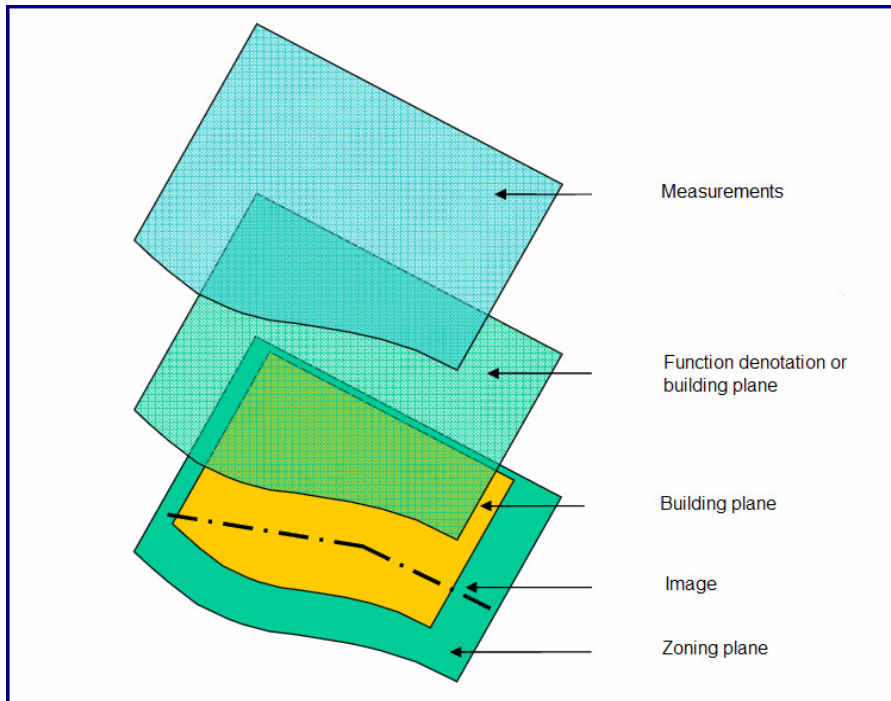 Measurements
Function denotation or
building plane
Building plane
Image
Zoning plane